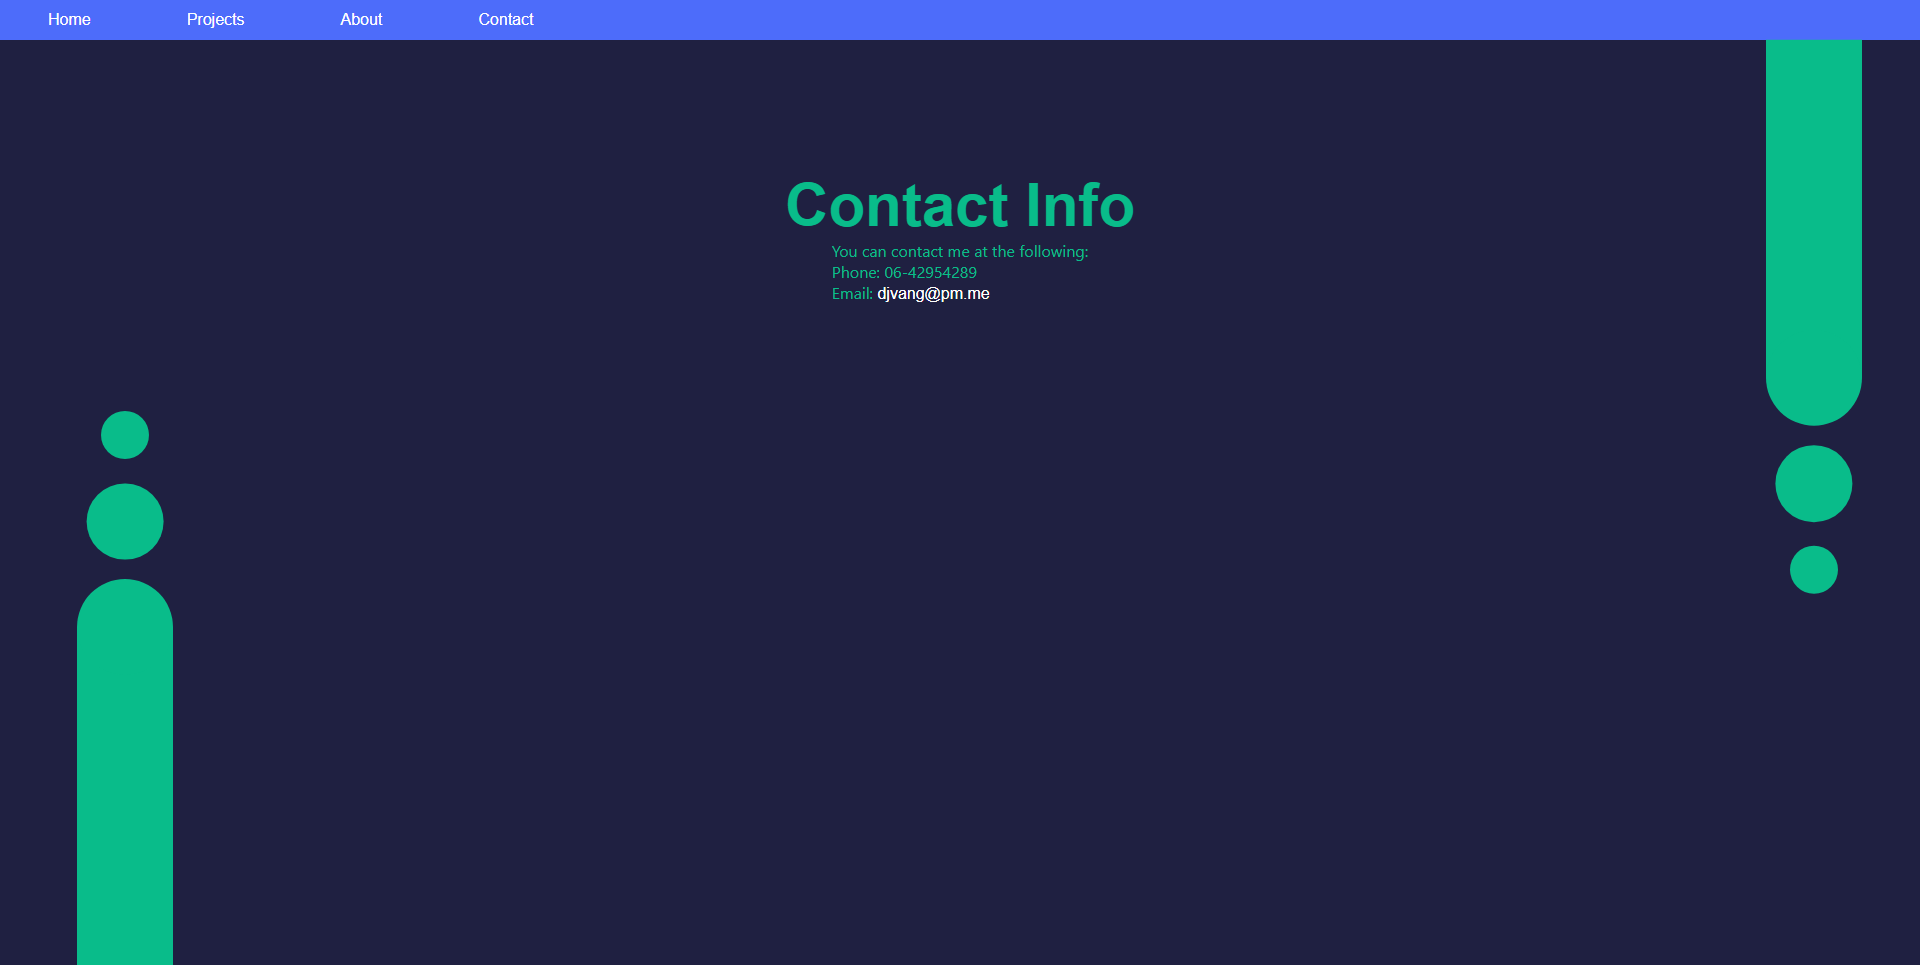 Home Projects About Contact
Contact Info
You can contact me at the following:
Phone: 06-42954289
Email: djvang@pm.me